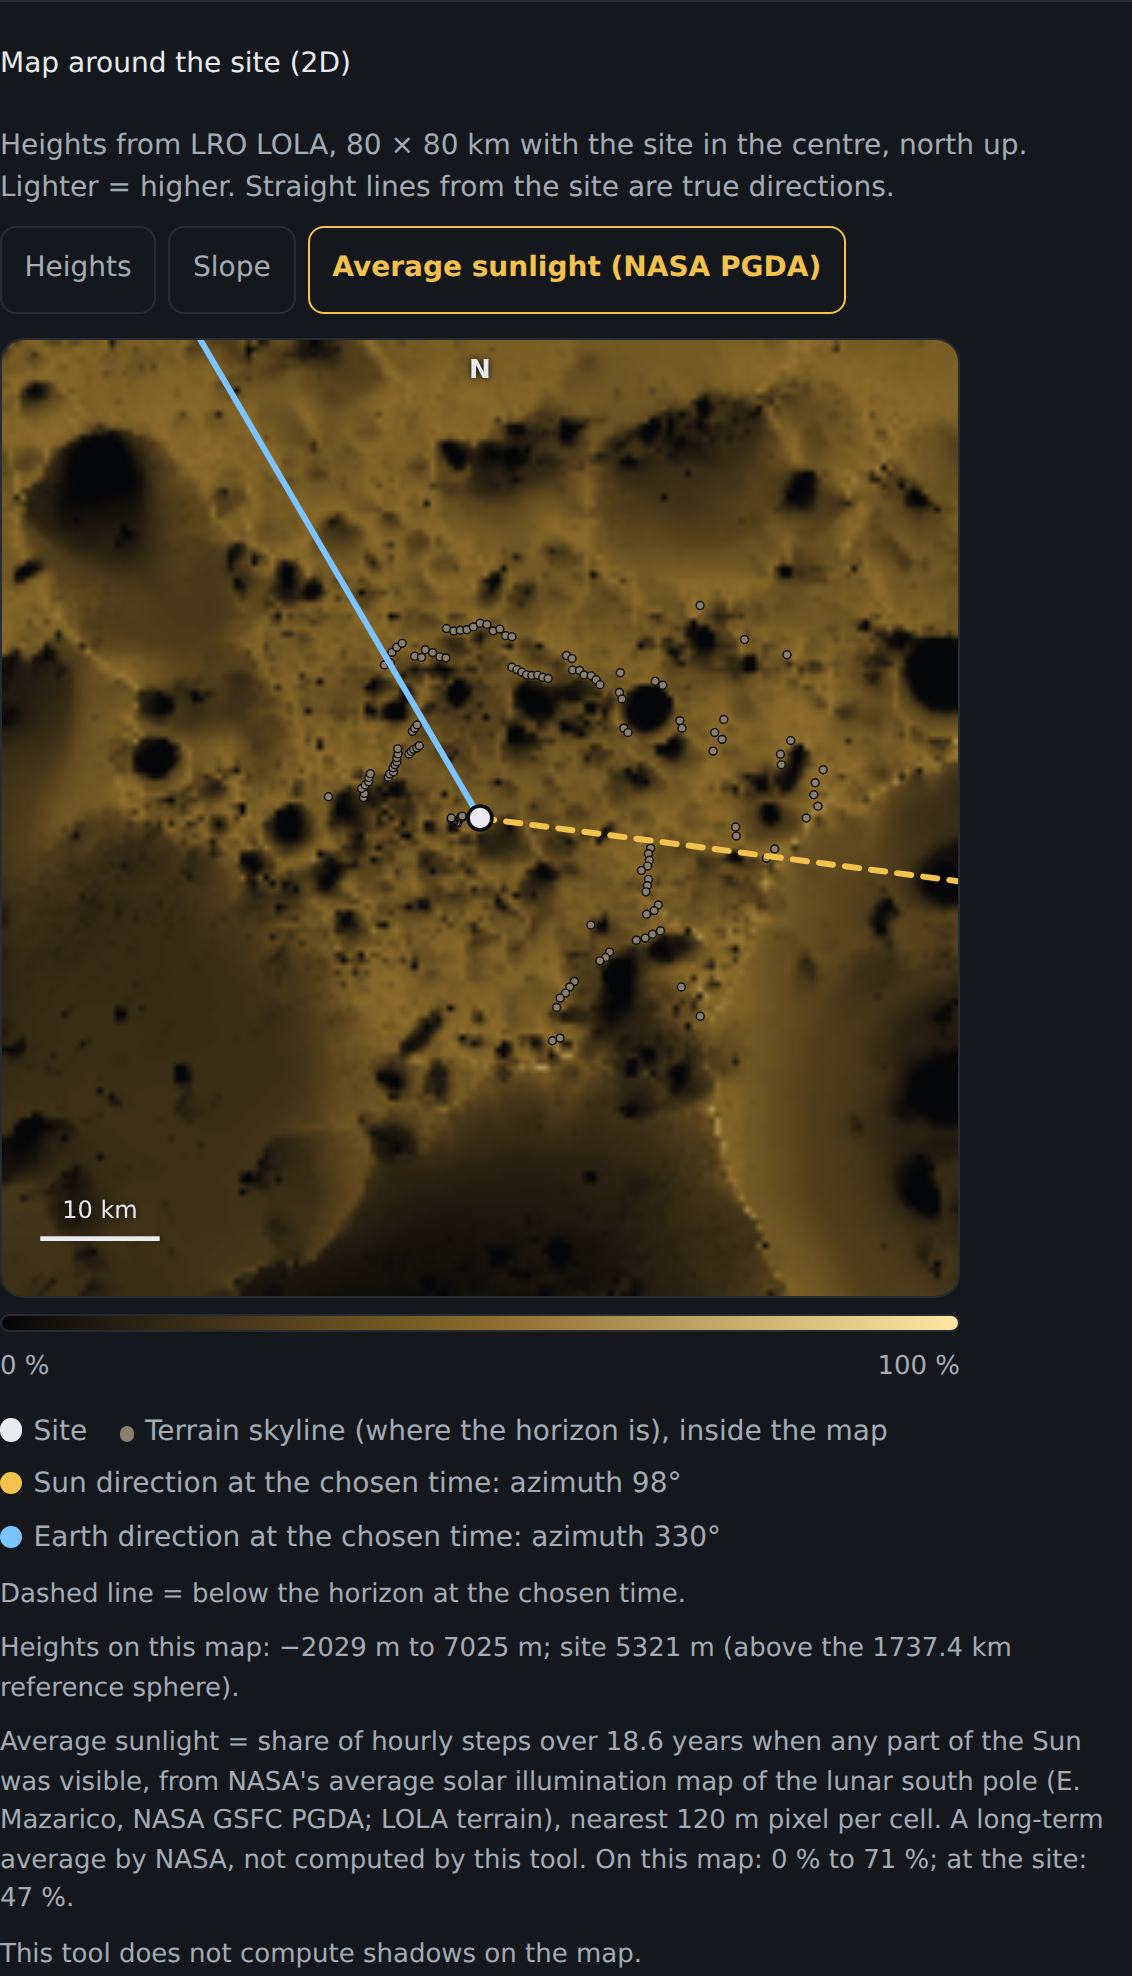 Map around the site (2D)
Heights from LRO LOLA, 80 × 80 km with the site in the centre, north up.
Lighter = higher. Straight lines from the site are true directions.
Heights
Slope
Average sunlight (NASA PGDA)
N
10 km
0 %
100 %
Site
Terrain skyline (where the horizon is), inside the map
Sun direction at the chosen time: azimuth 98°
Earth direction at the chosen time: azimuth 330°
Dashed line = below the horizon at the chosen time.
Heights on this map: −2029 m to 7025 m; site 5321 m (above the 1737.4 km
reference sphere).
Average sunlight = share of hourly steps over 18.6 years when any part of the Sun
was visible, from NASA's average solar illumination map of the lunar south pole (E.
Mazarico, NASA GSFC PGDA; LOLA terrain), nearest 120 m pixel per cell. A long-term
average by NASA, not computed by this tool. On this map: 0 % to 71 %; at the site:
47 %.
This tool does not compute shadows on the map.